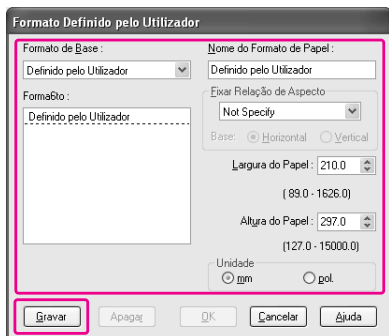 Formato Definido pelo Utilizador
Formato de Base :
Definido pelo Utilizador
Forma6to :
Definido pelo Utilizador
Nome do Formato de Papel :
Definido pelo Utilizador
Fixar Relação de Aspecto
Not Specify
Base: Horizontal Vertical
Largura do Papel : 210.0
( 89.0 - 1626.0)
Altura do Papel : 297.0
(127.0 - 15000.0)
Unidade
mm pol.
Gravar Apagar OK Cancelar Ajuda